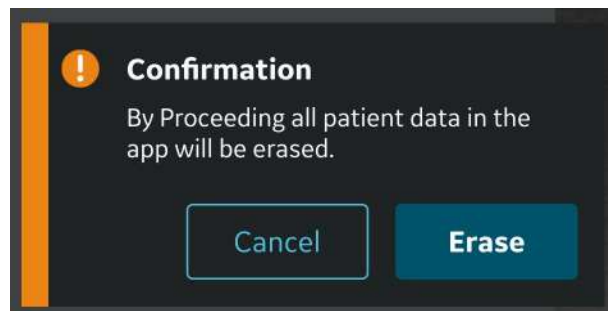 Confirmation
By Proceeding all patient data in the
app will be erased.
Cancel
Erase